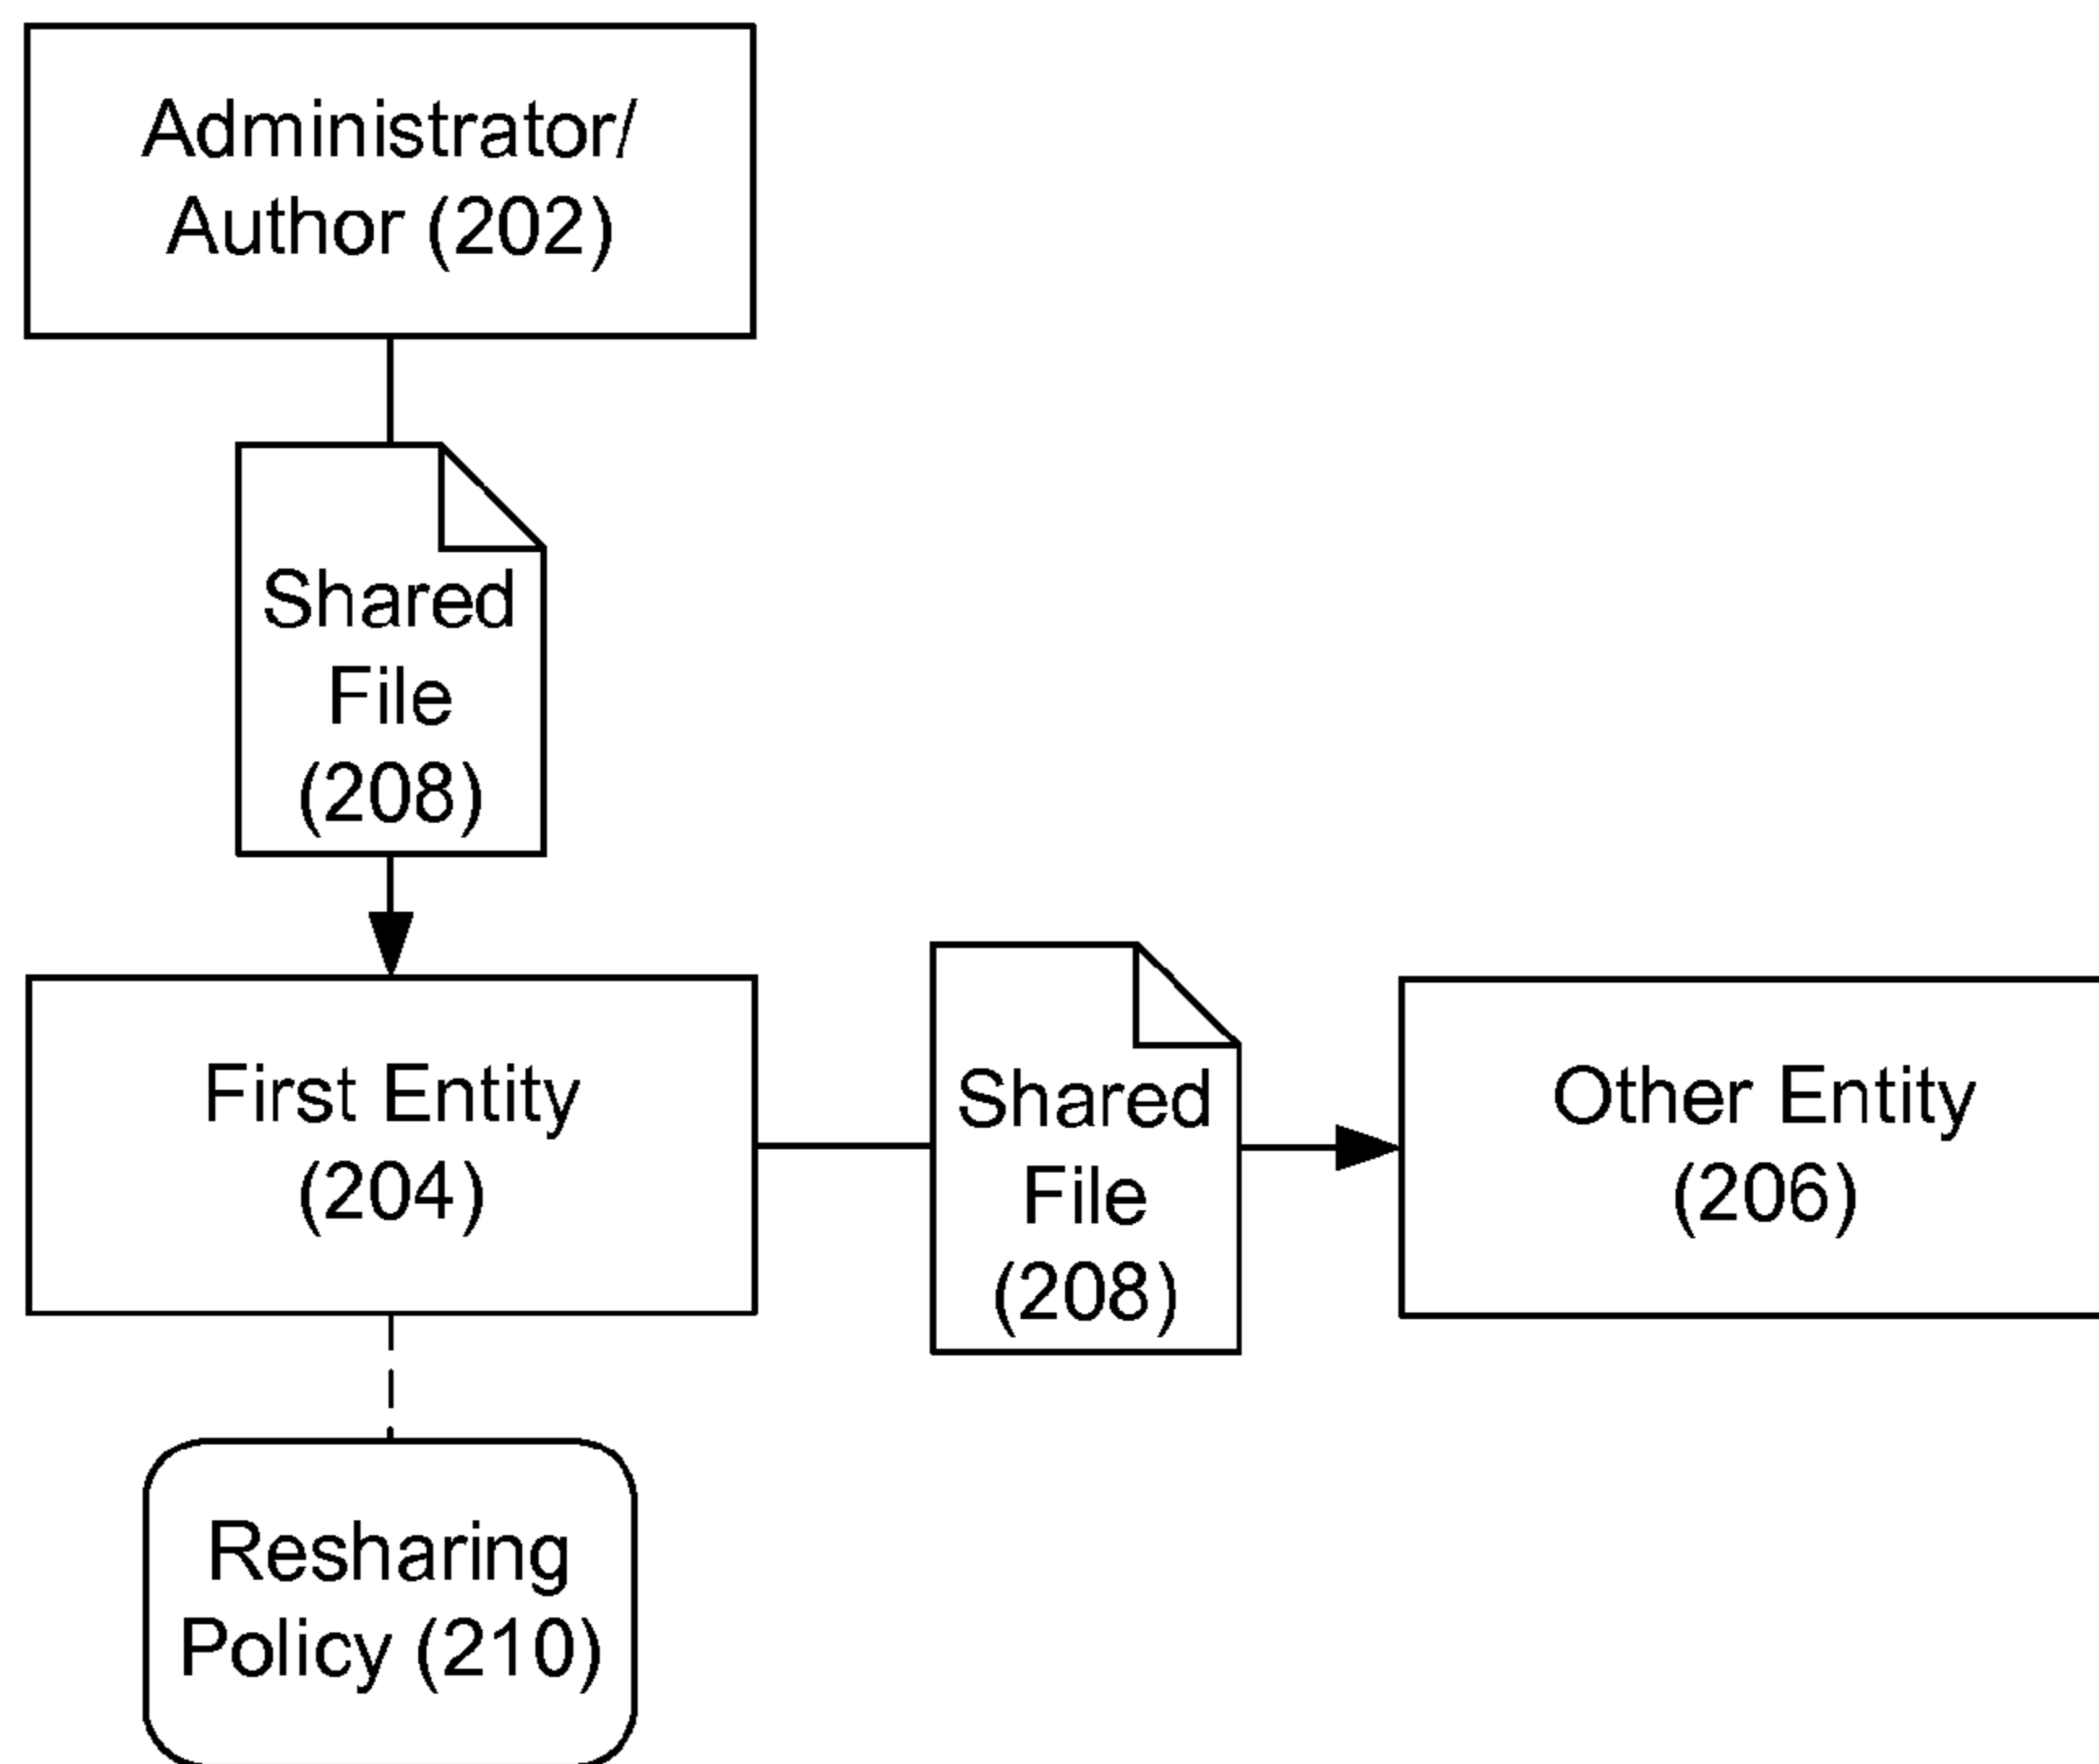 Administrator/
Author (202)
Shared
File
(208)
First Entity
(204)
Shared
File
(208)
Other Entity
(206)
Resharing
Policy (210)